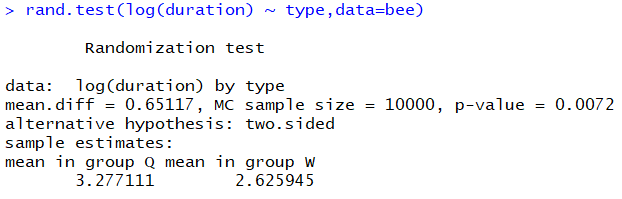 > rand.test(log(duration) ~ type,data=bee)
Randomization test
data:  log(duration) by type
mean.diff = 0.65117, MC sample size = 10000, p-value = 0.0072
alternative hypothesis: two.sided
sample estimates:
mean in group Q mean in group W
3.277111        2.625945